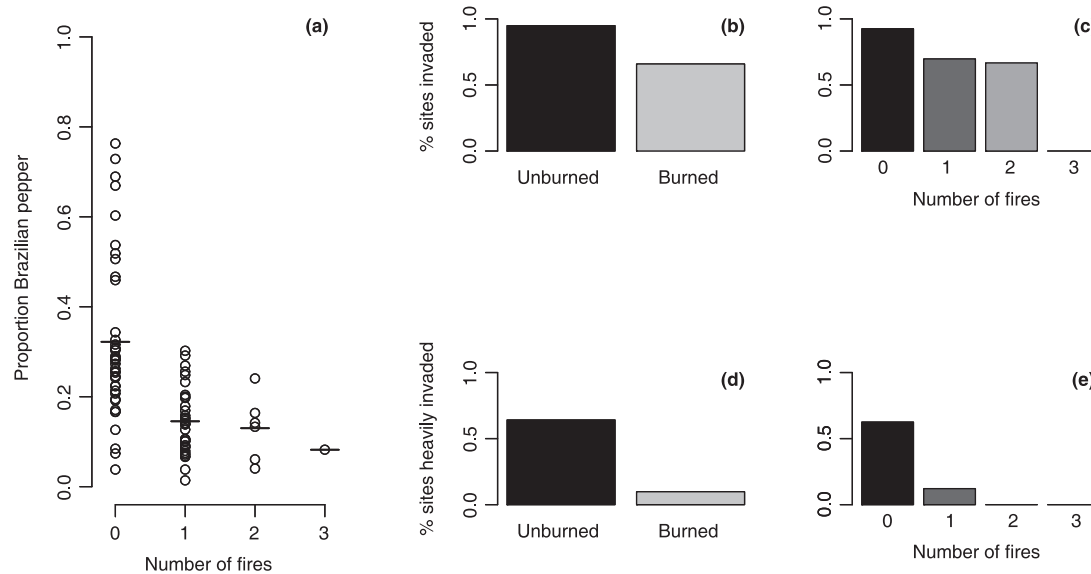 (a)
Proportion Brazilian pepper
1.0
0.8
0.6
0.4
0.2
0.0
0 1 2 3
Number of fires
(b)
% sites invaded
1.0
0.5
0.0
Unburned Burned
(c
1.0
0.5
0.0
0 1 2 3
Number of fires
(d)
% sites heavily invaded
1.0
0.5
0.0
Unburned Burned
(e)
1.0
0.5
0.0
0 1 2 3
Number of fires